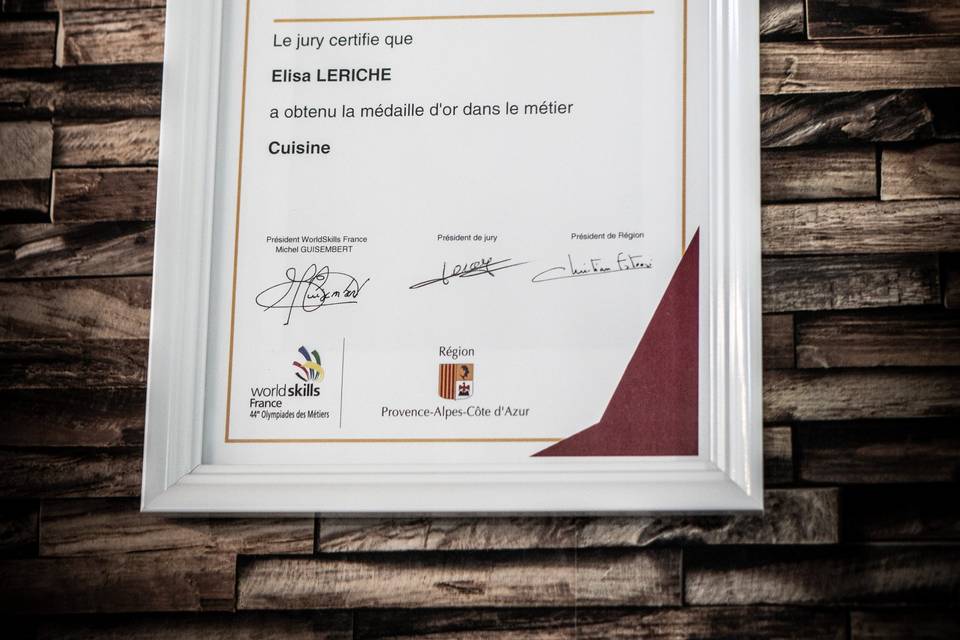 Le jury certifie que
Elisa LERICHE
a obtenu la médaille d'or dans le métier
Cuisine
Président WorldSkills France
Michel GUISEMBERT
Président de jury
Président de Région
worldskills
France
44e Olympiades des Métiers
Région
Provence-Alpes-Côte d'Azur